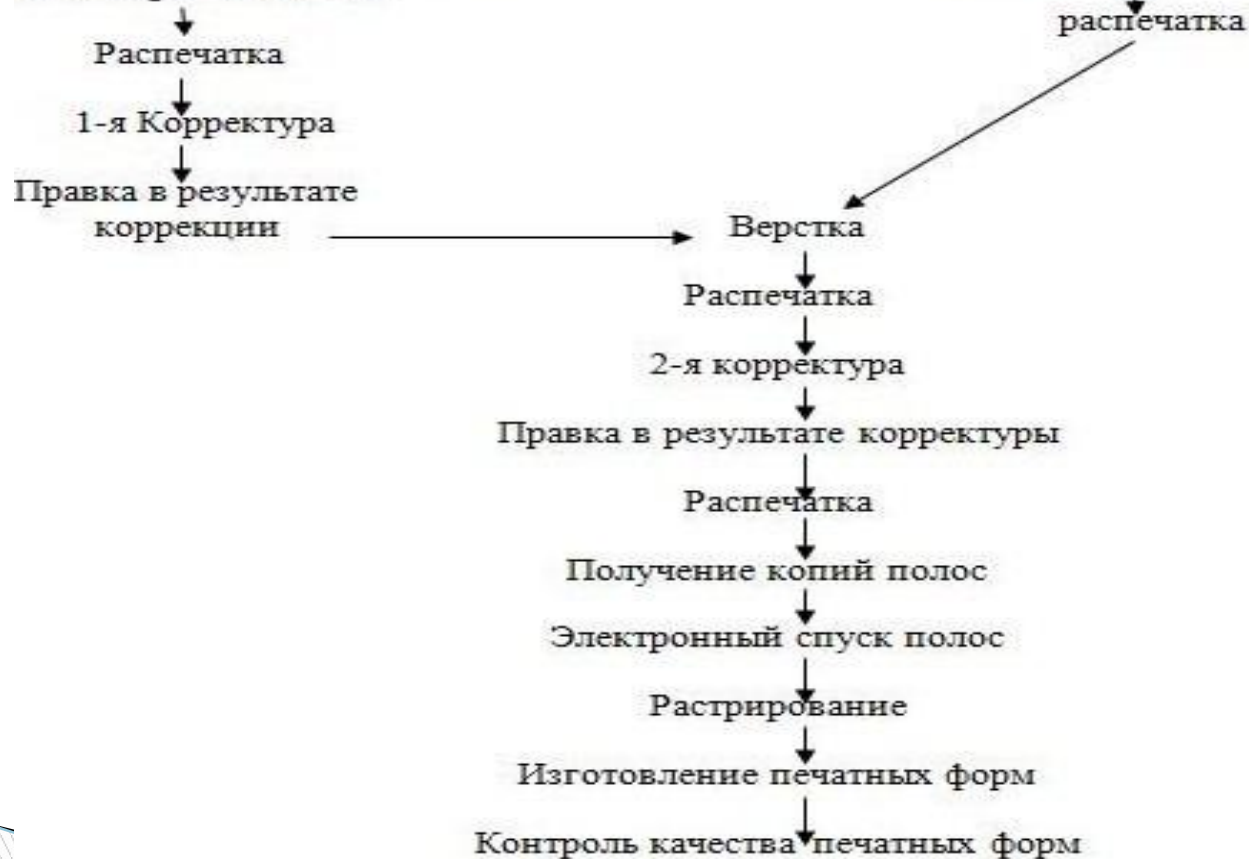 распечатка
Распечатка
1-я Корректура
Правка в результате
коррекции
Верстка
Распечатка
2-я корректура
Правка в результате корректуры
Распечатка
Получение копий полос
Электронный спуск полос
Растрирование
Изготовление печатных форм
Контроль качества печатных форм